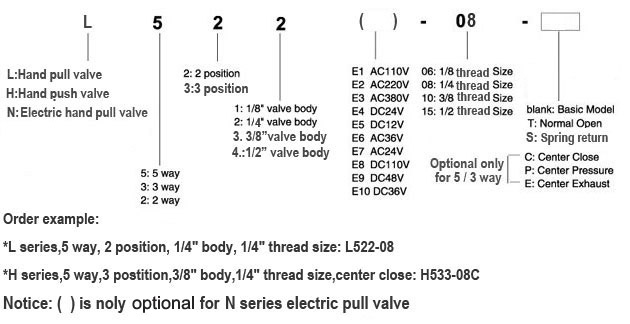 L 5 2 2 ( ) - 08 -
L:Hand pull valve
H:Hand push valve
N:Electric hand pull valve
5: 5 way
3: 3 way
2: 2 way
2: 2 position
3:3 position
1: 1/8" valve body
2: 1/4" valve body
3. 3/8" valve body
4.:1/2" valve body
E1 AC110V
E2 AC220V
E3 AC380V
E4 DC24V
E5 DC12V
E6 AC36V
E7 AC24V
E8 DC110V
E9 DC48V
E10 DC36V
06: 1/8 thread Size
08: 1/4 thread Size
10: 3/8 thread Size
15: 1/2 thread Size
blank: Basic Model
T: Normal Open
S: Spring return
Optional only
for 5 / 3 way
C: Center Close
P: Center Pressure
E: Center Exhaust
Order example:
*L series,5 way, 2 position, 1/4" body, 1/4" thread size: L522-08
*H series,5 way,3 postition,3/8" body,1/4" thread size,center close: H533-08C
Notice: ( ) is noly optional for N series electric pull valve